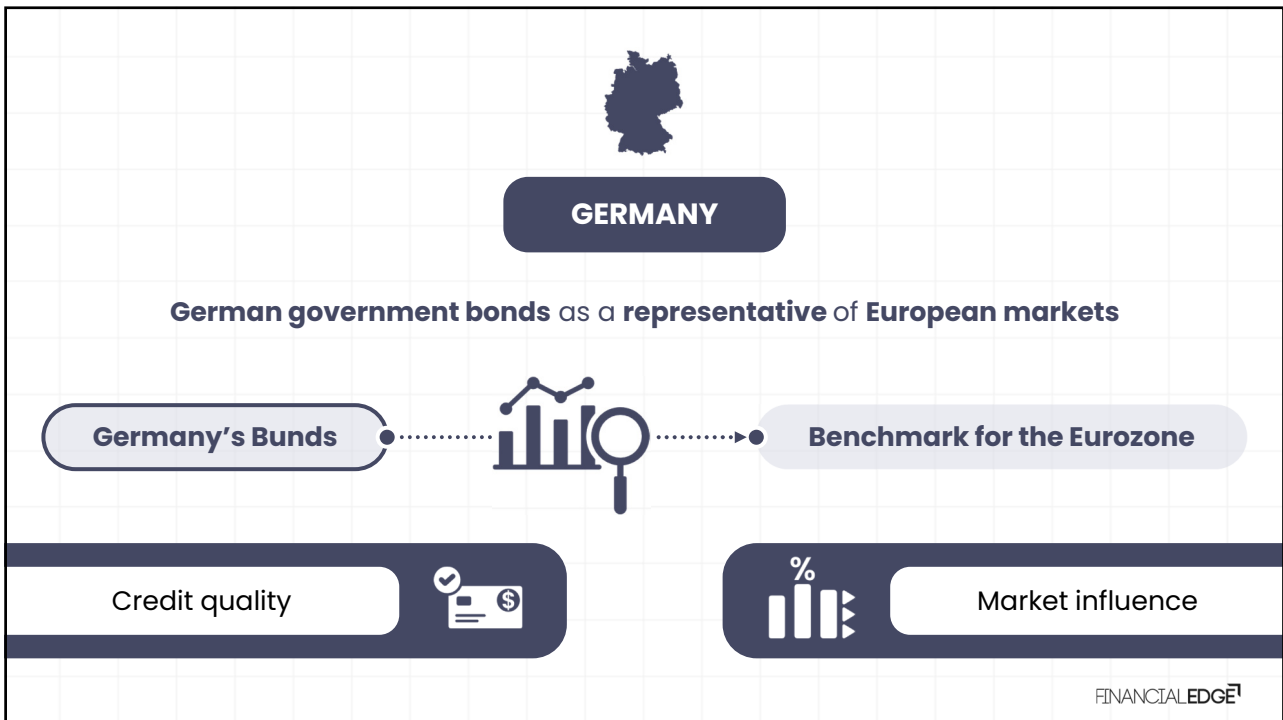 GERMANY
German government bonds as a representative of European markets
Germany’s Bunds
Benchmark for the Eurozone
Credit quality
$
%
Market influence
FINANCIALEDGE